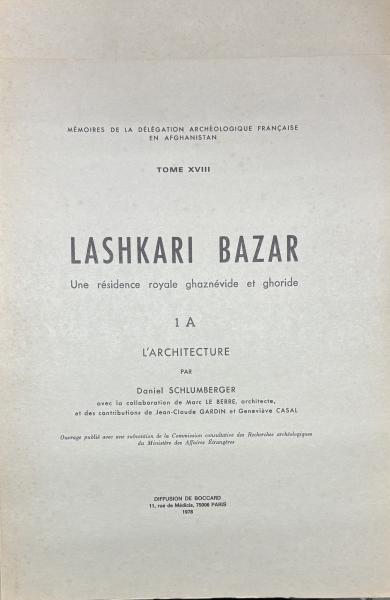 MÉMOIRES DE LA DÉLÉGATION ARCHÉOLOGIQUE FRANÇAISE
EN AFGHANISTAN
TOME XVIII
LASHKARI BAZAR
Une résidence royale ghaznévide et ghoride
1 A
L'ARCHITECTURE
PAR
Daniel SCHLUMBERGER
avec la collaboration de Marc LE BERRE, architecte,
et des contributions de Jean-Claude GARDIN et Geneviève CASAL
Ouvrage publié avec une subvention de la Commission consultative des Recherches archéologiques
du Ministère des Affaires Étrangères
DIFFUSION DE BOCCARD
11, rue de Médicis, 75006 PARIS
1978